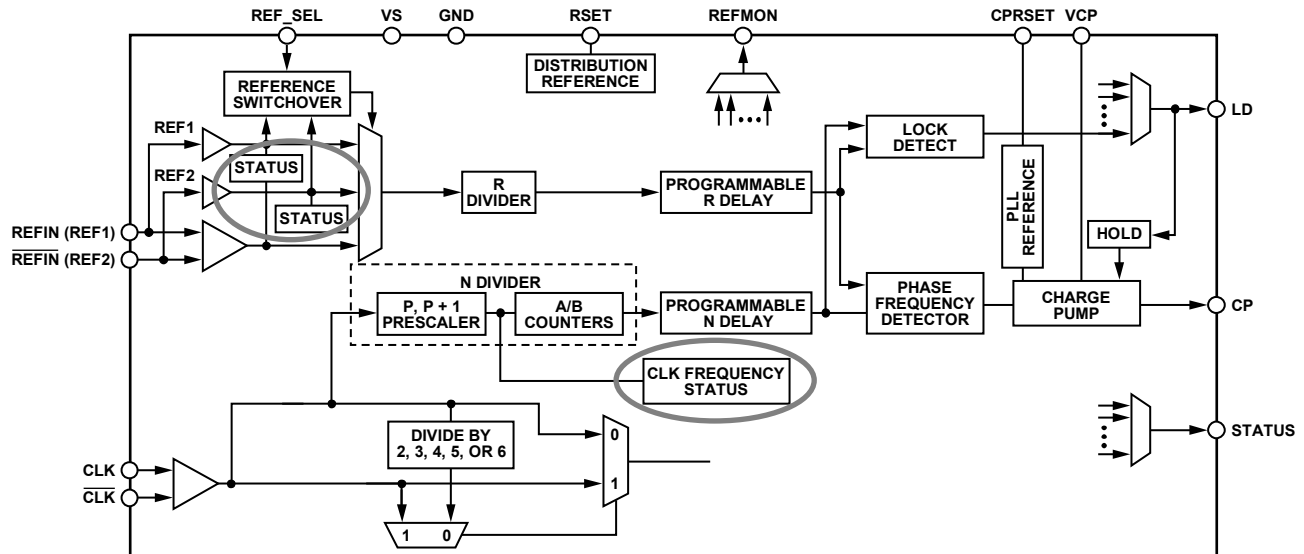 REF_SEL
VS
GND
RSET
REFMON
CPRSET
VCP
DISTRIBUTION
REFERENCE
REFERENCE
SWITCHOVER
REF1
STATUS
REF2
STATUS
REFIN (REF1)
REFIN (REF2)
R
DIVIDER
PROGRAMMABLE
R DELAY
LOCK
DETECT
LD
PLL
REFERENCE
HOLD
N DIVIDER
P, P + 1
PRESCALER
A/B
COUNTERS
PROGRAMMABLE
N DELAY
PHASE
FREQUENCY
DETECTOR
CHARGE
PUMP
CP
CLK FREQUENCY
STATUS
DIVIDE BY
2, 3, 4, 5, OR 6
0
1
STATUS
CLK
CLK
1 0